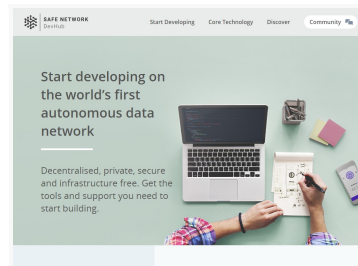 SAFE NETWORK
DevHub
Start Developing
Core Technology
Discover
Community
Start developing on
the world's first
autonomous data
network
Decentralised, private, secure
and infrastructure free. Get the
tools and support you need to
start building.